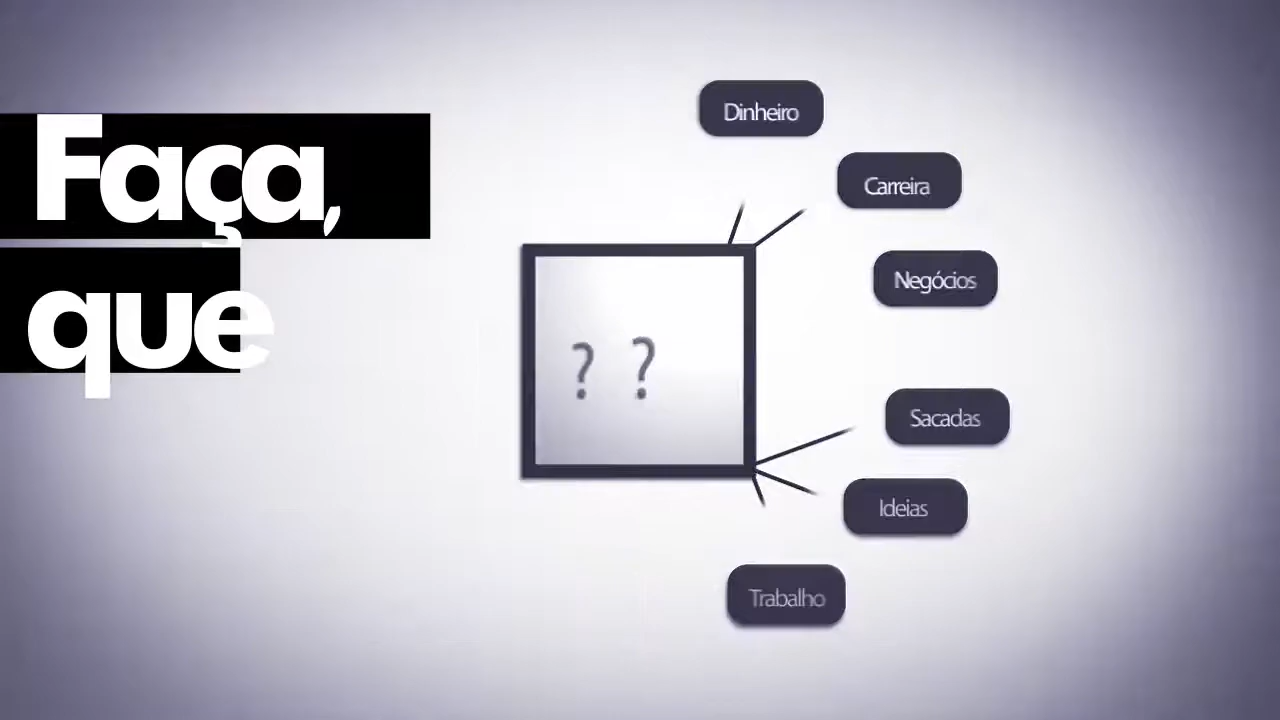 Faça,
que
Dinheiro
Carreira
Negócios
? ?
Sacadas
Ideias
Trabalho